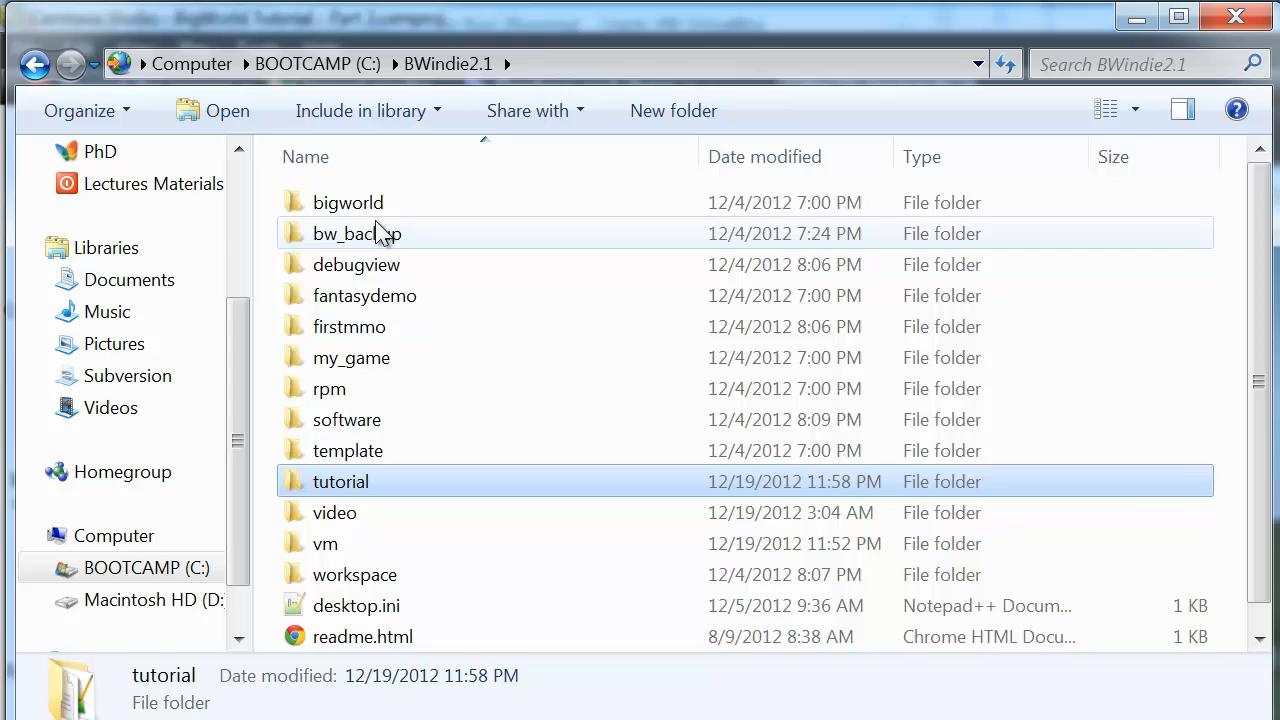 Computer BOOTCAMP (C:) BWindie2.1 Search BWindie2.1
Organize Open Include in library Share with New folder
Name Date modified Type Size
PhD
Lectures Materials
Libraries
Documents
Music
Pictures
Subversion
Videos
Homegroup
Computer
BOOTCAMP (C:)
Macintosh HD (D:
bigworld 12/4/2012 7:00 PM File folder
bw_backup 12/4/2012 7:24 PM File folder
debugview 12/4/2012 8:06 PM File folder
fantasydemo 12/4/2012 7:00 PM File folder
firstmmo 12/4/2012 8:06 PM File folder
my_game 12/4/2012 7:00 PM File folder
rpm 12/4/2012 7:00 PM File folder
software 12/4/2012 8:09 PM File folder
template 12/4/2012 7:00 PM File folder
tutorial 12/19/2012 11:58 PM File folder
video 12/19/2012 3:04 AM File folder
vm 12/19/2012 11:52 PM File folder
workspace 12/4/2012 8:07 PM File folder
desktop.ini 12/5/2012 9:36 AM Notepad++ Docum... 1 KB
readme.html 8/9/2012 8:38 AM Chrome HTML Docu... 1 KB
tutorial Date modified: 12/19/2012 11:58 PM
File folder